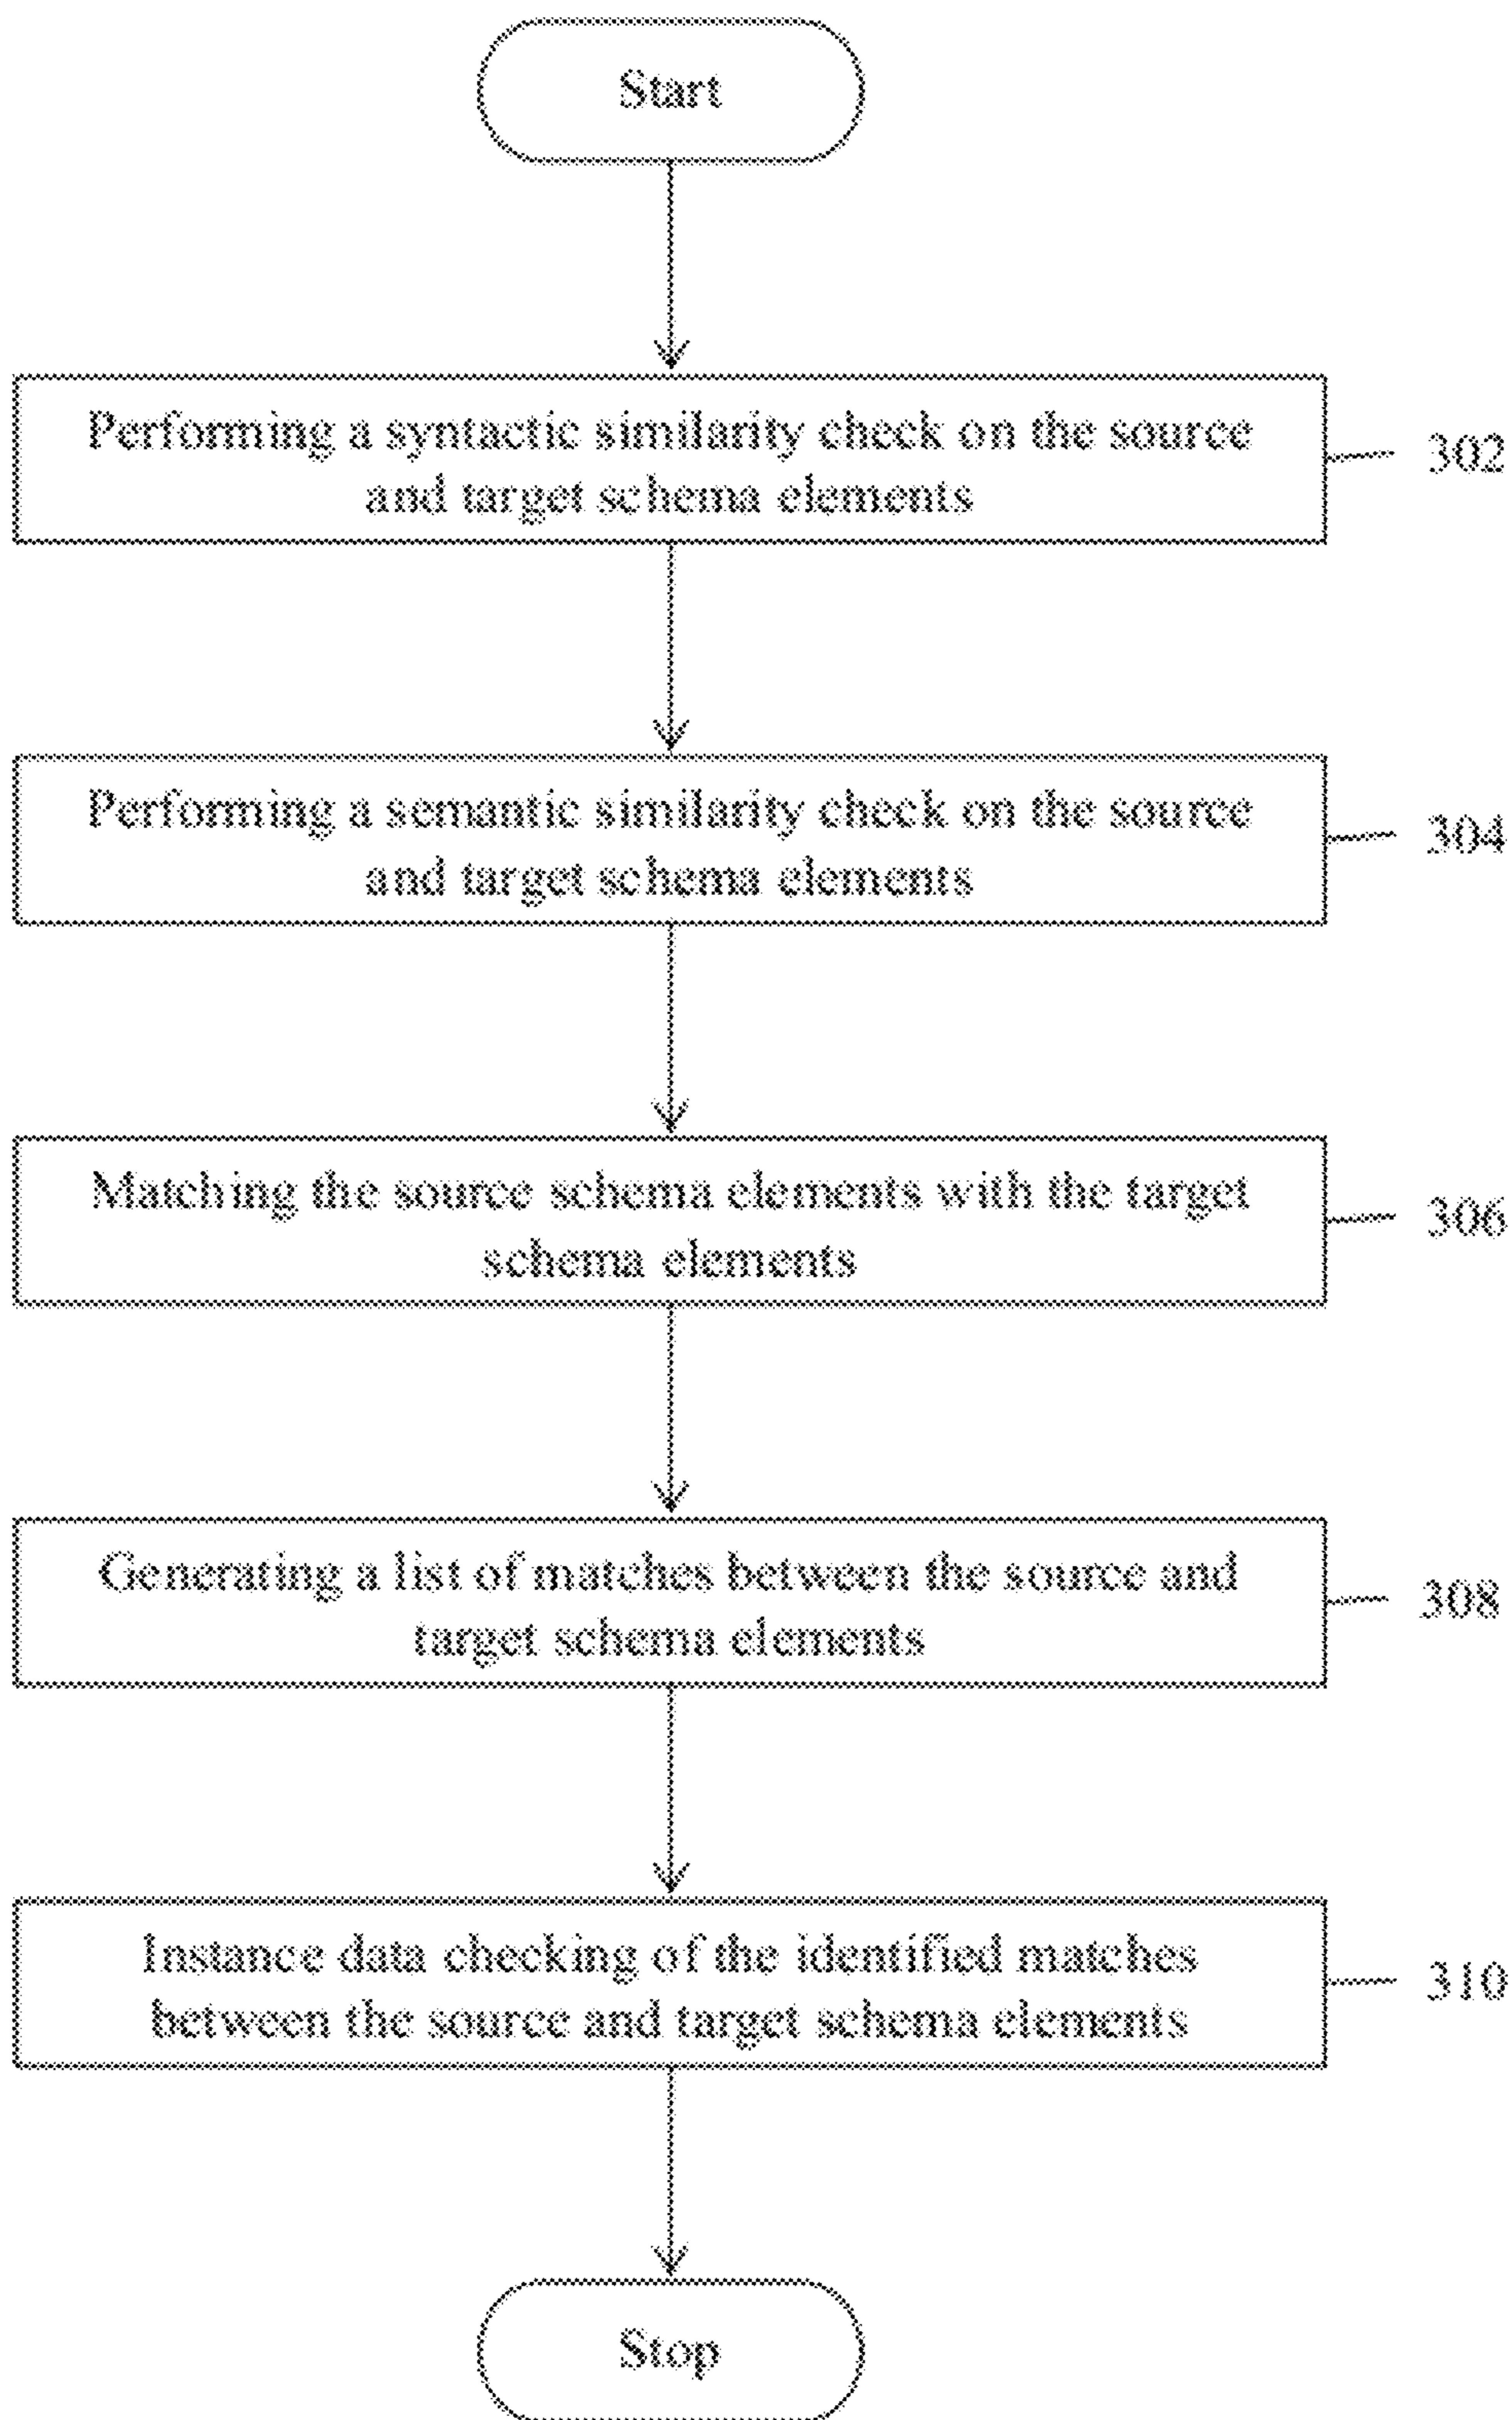 Start
Performing a syntactic similarity check on the source
and target schema elements
302
Performing a semantic similarity check on the source
and target schema elements
304
Matching the source schema elements with the target
schema elements
306
Generating a list of matches between the source and
target schema elements
308
Instance data checking of the identified matches
between the source and target schema elements
310
Stop